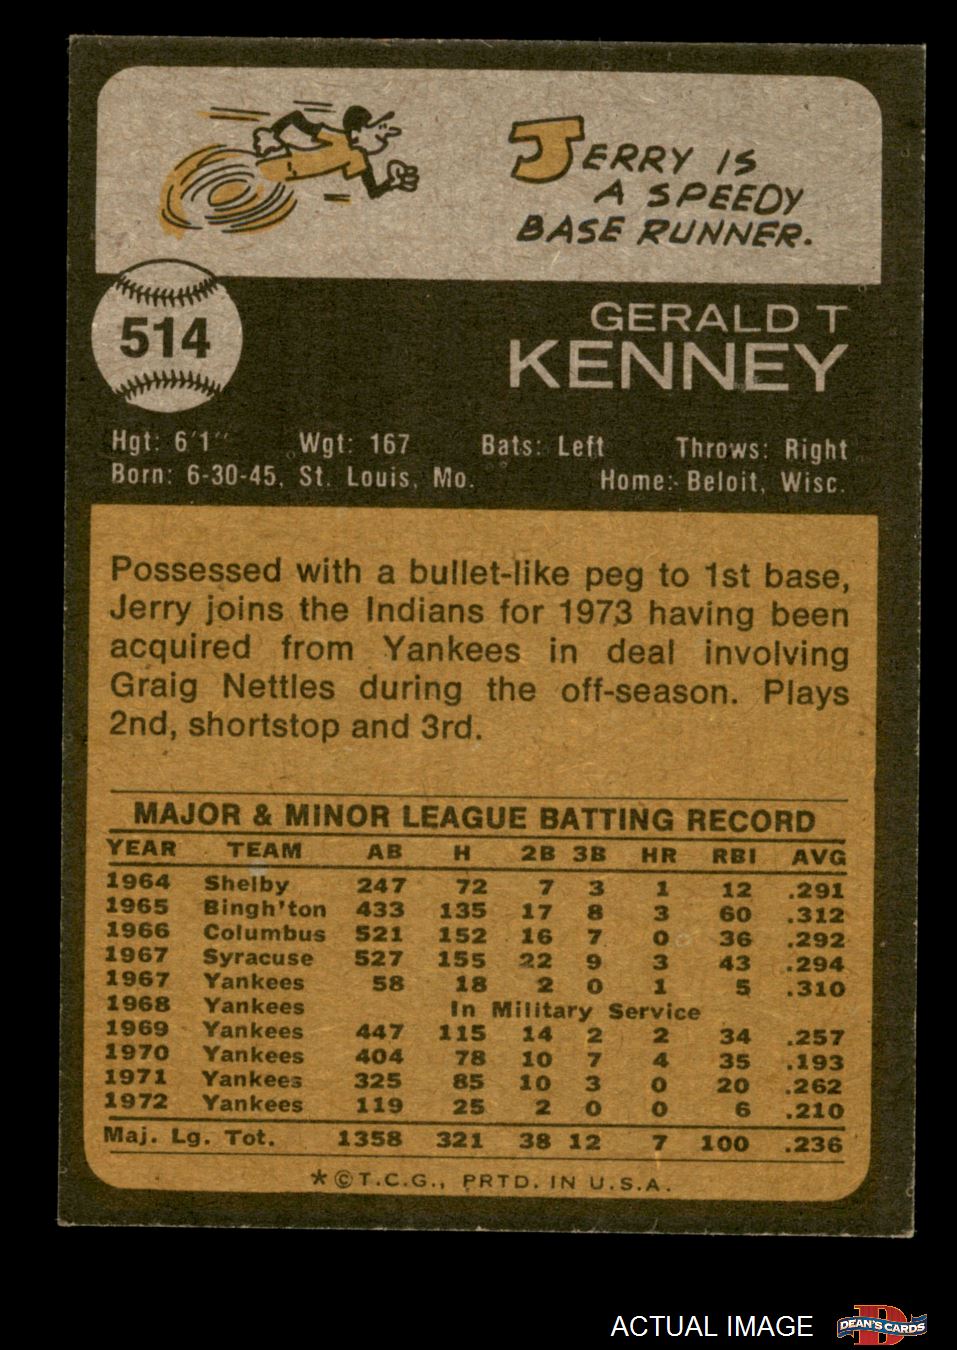 JERRY IS
A SPEEDY
BASE RUNNER.
514
GERALD T
KENNEY
Hgt: 6'1" Wgt: 167 Bats: Left Throws: Right
Born: 6-30-45, St. Louis, Mo. Home: Beloit, Wisc.
Possessed with a bullet-like peg to 1st base,
Jerry joins the Indians for 1973 having been
acquired from Yankees in deal involving
Graig Nettles during the off-season. Plays
2nd, shortstop and 3rd.
MAJOR & MINOR LEAGUE BATTING RECORD
YEAR TEAM AB H 2B 3B HR RBI AVG
1964 Shelby 247 72 7 3 1 12 .291
1965 Bingh'ton 433 135 17 8 3 60 .312
1966 Columbus 521 152 16 7 0 36 .292
1967 Syracuse 527 155 22 9 3 43 .294
1967 Yankees 58 18 2 0 1 5 .310
1968 Yankees In Military Service
1969 Yankees 447 115 14 2 2 34 .257
1970 Yankees 404 78 10 7 4 35 .193
1971 Yankees 325 85 10 3 0 20 .262
1972 Yankees 119 25 2 0 0 6 .210
Maj. Lg. Tot. 1358 321 38 12 7 100 .236
*©T.C.G., PRTD. IN U.S.A.
ACTUAL IMAGE D DEAN'S CARDS